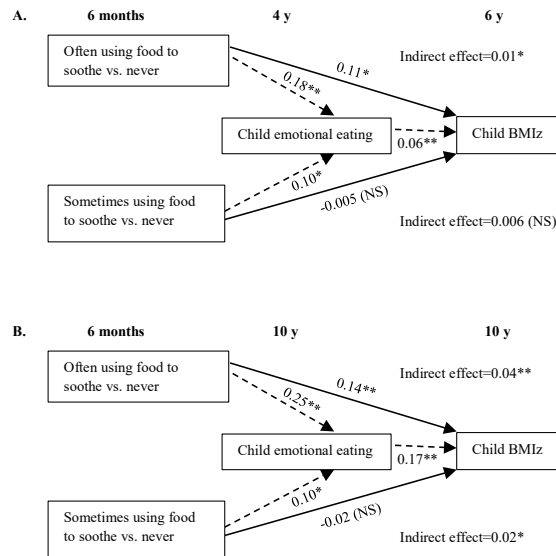 A. 6 months 4 y 6 y
Often using food to
soothe vs. never
Indirect effect=0.01*
0.11*
0.18**
Child emotional eating
Child BMIz
0.06**
0.10*
Sometimes using food
to soothe vs. never
-0.005 (NS)
Indirect effect=0.006 (NS)
B. 6 months 10 y 10 y
Often using food to
soothe vs. never
Indirect effect=0.04**
0.14**
0.25**
Child emotional eating
Child BMIz
0.17**
0.10*
Sometimes using food
to soothe vs. never
-0.02 (NS)
Indirect effect=0.02*